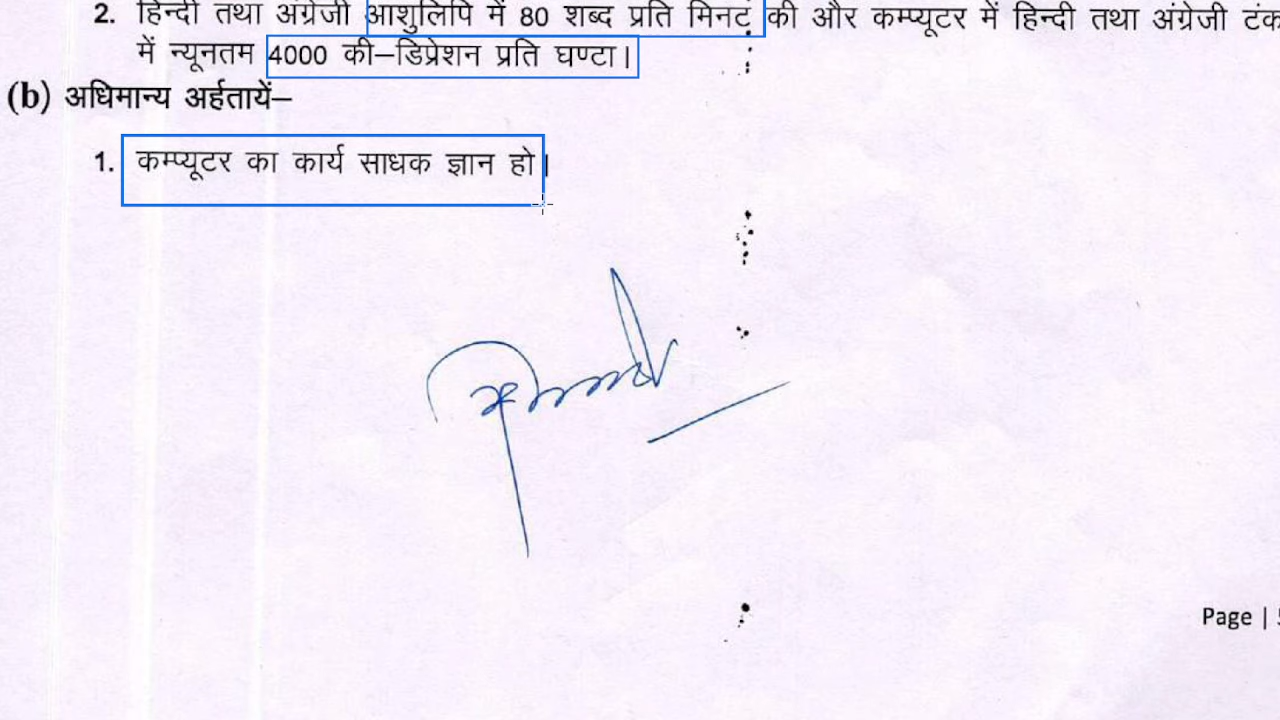 2. हिन्दी तथा अंग्रेजी आशुलिपि में 80 शब्द प्रति मिनट की और कम्प्यूटर में हिन्दी तथा अंग्रेजी टंक
में न्यूनतम 4000 की–डिप्रेशन प्रति घण्टा।
(b) अधिमान्य अर्हतायें–
1. कम्प्यूटर का कार्य साधक ज्ञान हो।
Page |